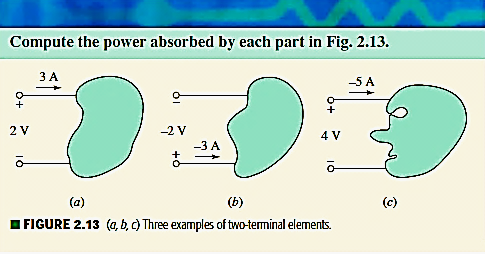 Compute the power absorbed by each part in Fig. 2.13.
3 A
+
2 V
–
(a)
–
–2 V
+
–3 A
(b)
–5 A
+
4 V
–
(c)
FIGURE 2.13 (a, b, c) Three examples of two-terminal elements.